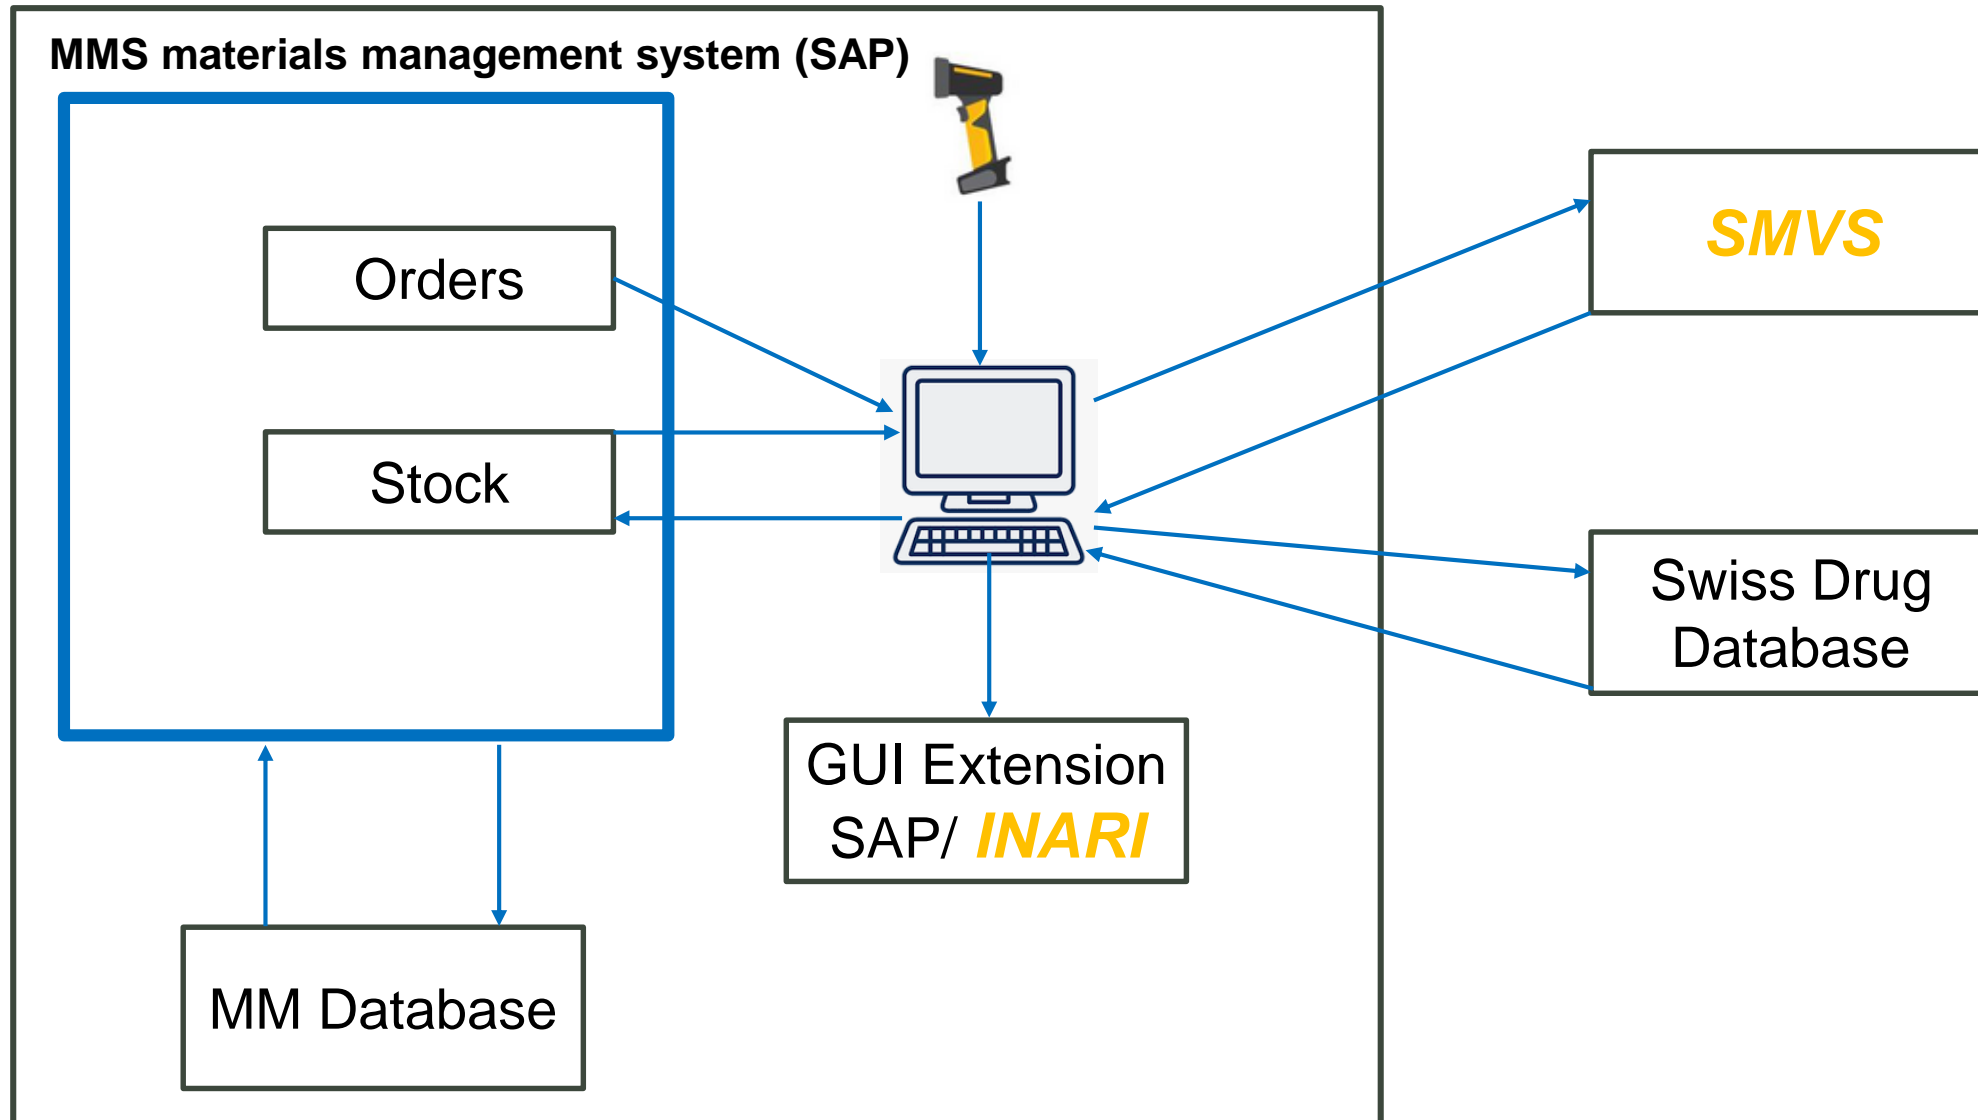 MMS materials management system (SAP)
Orders
Stock
SMVS
Swiss Drug
Database
GUI Extension
SAP/ INARI
MM Database